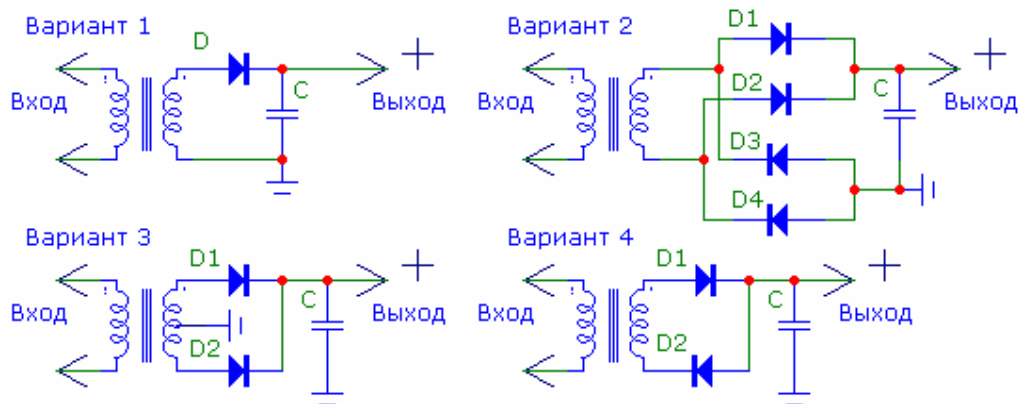 Вариант 1
D
C
+
Вход
Выход
Вариант 2
D1
D2
D3
D4
C
+
Вход
Выход
Вариант 3
D1
D2
C
+
Вход
Выход
Вариант 4
D1
D2
C
+
Вход
Выход